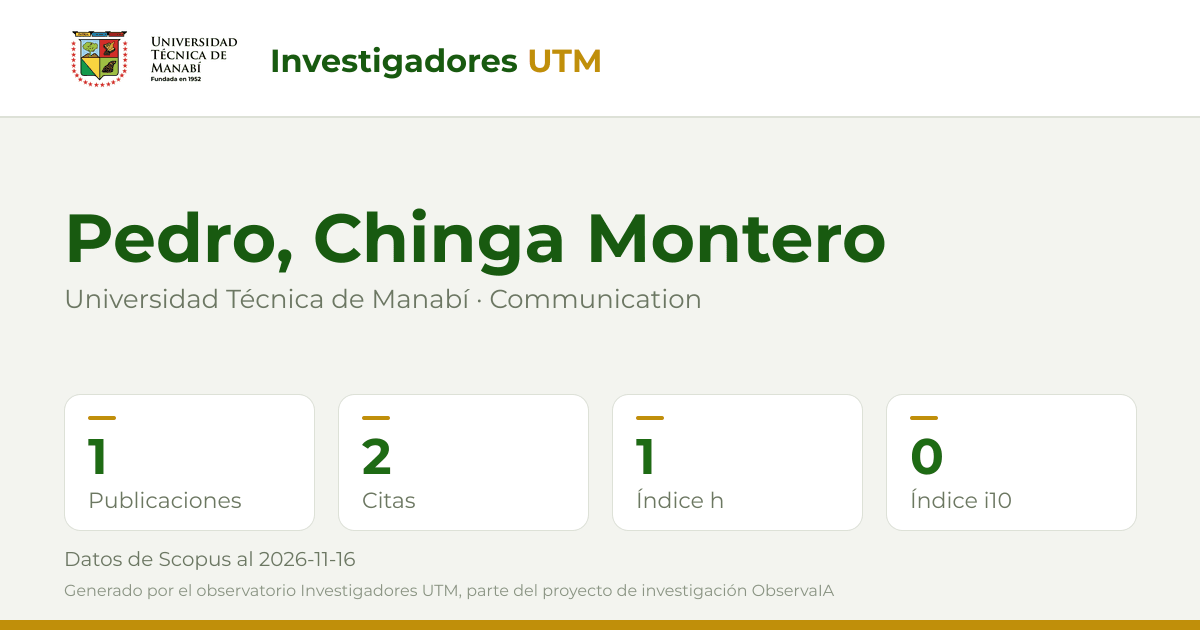 UNIVERSIDAD
TÉCNICA DE
MANABÍ
Fundada en 1952
Investigadores UTM
Pedro, Chinga Montero
Universidad Técnica de Manabí · Communication
1
Publicaciones
2
Citas
1
Índice h
0
Índice i10
Datos de Scopus al 2026-11-16
Generado por el observatorio Investigadores UTM, parte del proyecto de investigación ObservaIA